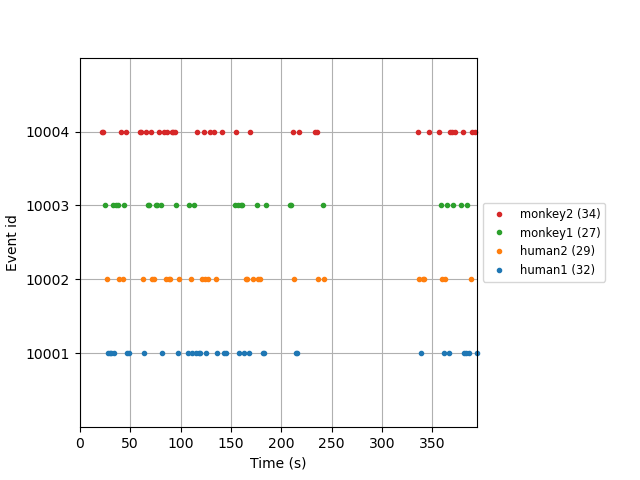 10004
10003
10002
10001
Event id
0 50 100 150 200 250 300 350
Time (s)
monkey2 (34)
monkey1 (27)
human2 (29)
human1 (32)